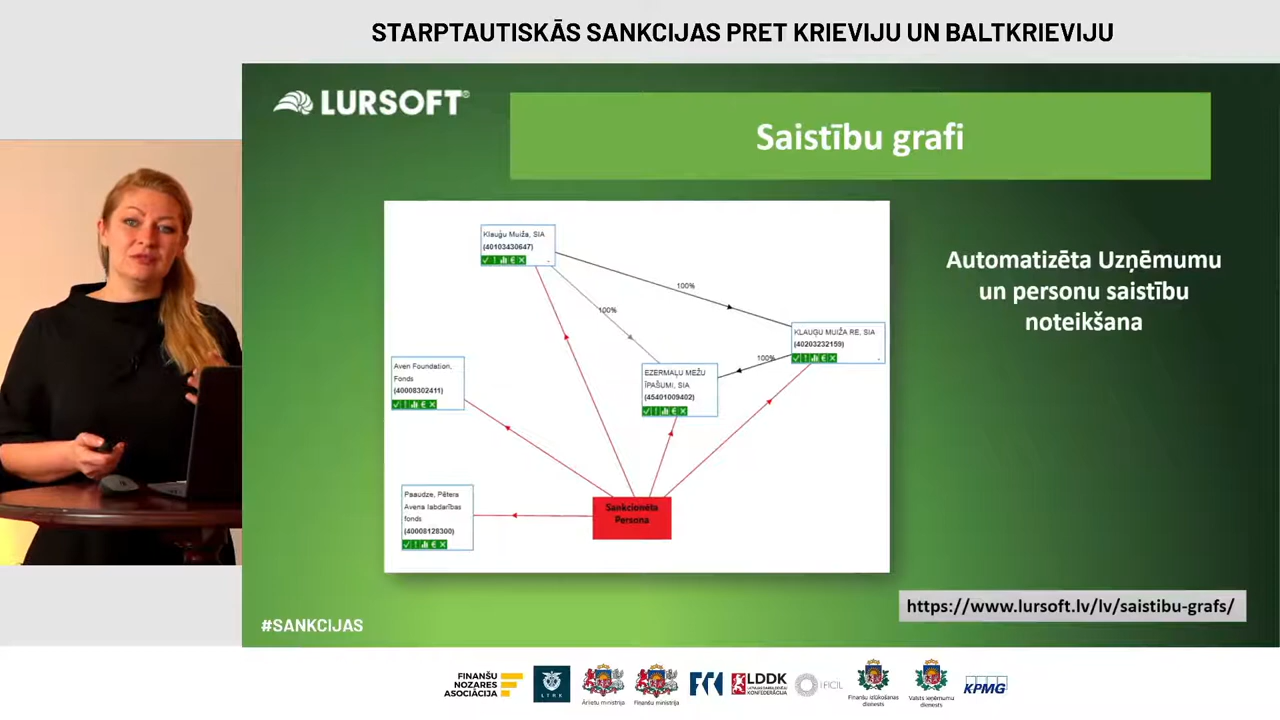 STARPTAUTISKĀS SANKCIJAS PRET KRIEVIJU UN BALTKRIEVIJU
LURSOFT®
Saistību grafi
Klauģu Muiža, SIA
(40103430647)
100%
100%
KLAUGU MUIŽA RE, SIA
(40203232159)
100%
Aven Foundation,
Fonds
(40008302411)
EZERMAĻU MEŽU
ĪPAŠUMI, SIA
(45401009402)
Paaudze, Pētera
Avena labdarības
fonds
(40008128300)
Sankcionēta
Persona
Automatizēta Uzņēmumu
un personu saistību
noteikšana
https://www.lursoft.lv/lv/saistibu-grafs/
#SANKCIJAS
FINANŠU
NOZARES
ASOCIĀCIJA
LTRK
Ārlietu ministrija
Finanšu ministrija
LDDK
LATVIJAS DARBA DEVĒJU
KONFEDERĀCIJA
FICIL
Finanšu izlūkošanas
dienests
Valsts ieņēmumu
dienests
KPMG